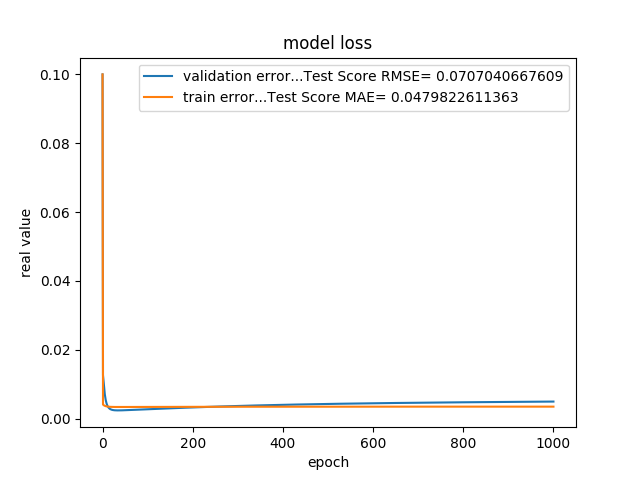 model loss
validation error...Test Score RMSE= 0.0707040667609
train error...Test Score MAE= 0.0479822611363
real value
0.10
0.08
0.06
0.04
0.02
0.00
0 200 400 600 800 1000
epoch